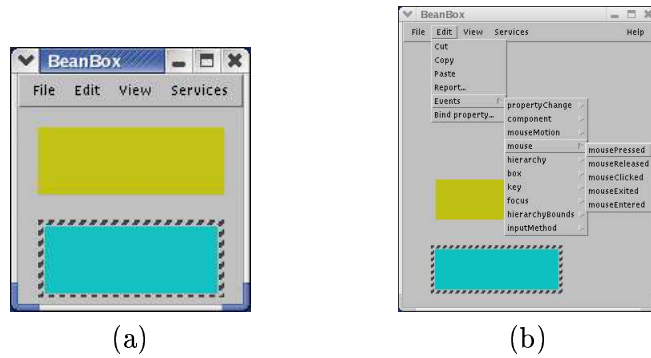 BeanBox
File Edit View Services
(a)
BeanBox
File Edit View Services Help
Cut
Copy
Paste
Report...
Events
Bind property...
propertyChange
component
mouseMotion
mouse
hierarchy
box
key
focus
hierarchyBounds
inputMethod
mousePressed
mouseReleased
mouseClicked
mouseExited
mouseEntered
(b)